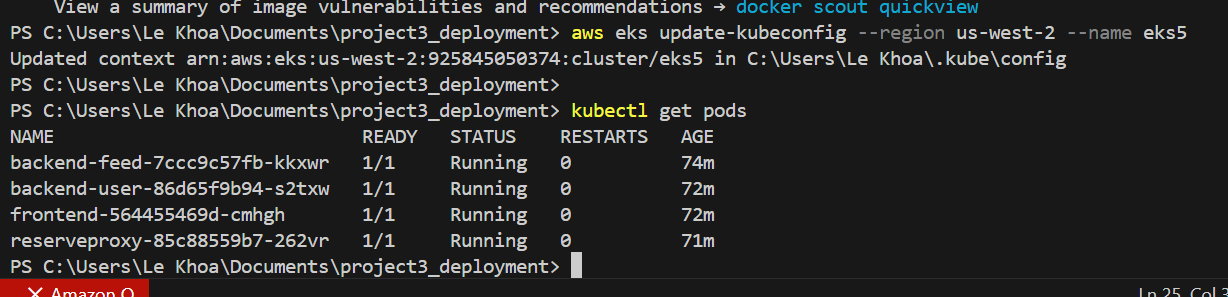 View a summary of image vulnerabilities and recommendations → docker scout quickview
PS C:\Users\Le Khoa\Documents\project3_deployment> aws eks update-kubeconfig --region us-west-2 --name eks5
Updated context arn:aws:eks:us-west-2:925845050374:cluster/eks5 in C:\Users\Le Khoa\.kube\config
PS C:\Users\Le Khoa\Documents\project3_deployment>
PS C:\Users\Le Khoa\Documents\project3_deployment> kubectl get pods
NAME READY STATUS RESTARTS AGE
backend-feed-7ccc9c57fb-kkxwr 1/1 Running 0 74m
backend-user-86d65f9b94-s2txw 1/1 Running 0 72m
frontend-564455469d-cmhgh 1/1 Running 0 72m
reserveproxy-85c88559b7-262vr 1/1 Running 0 71m
PS C:\Users\Le Khoa\Documents\project3_deployment>
Amazon Q Ln 25, Col